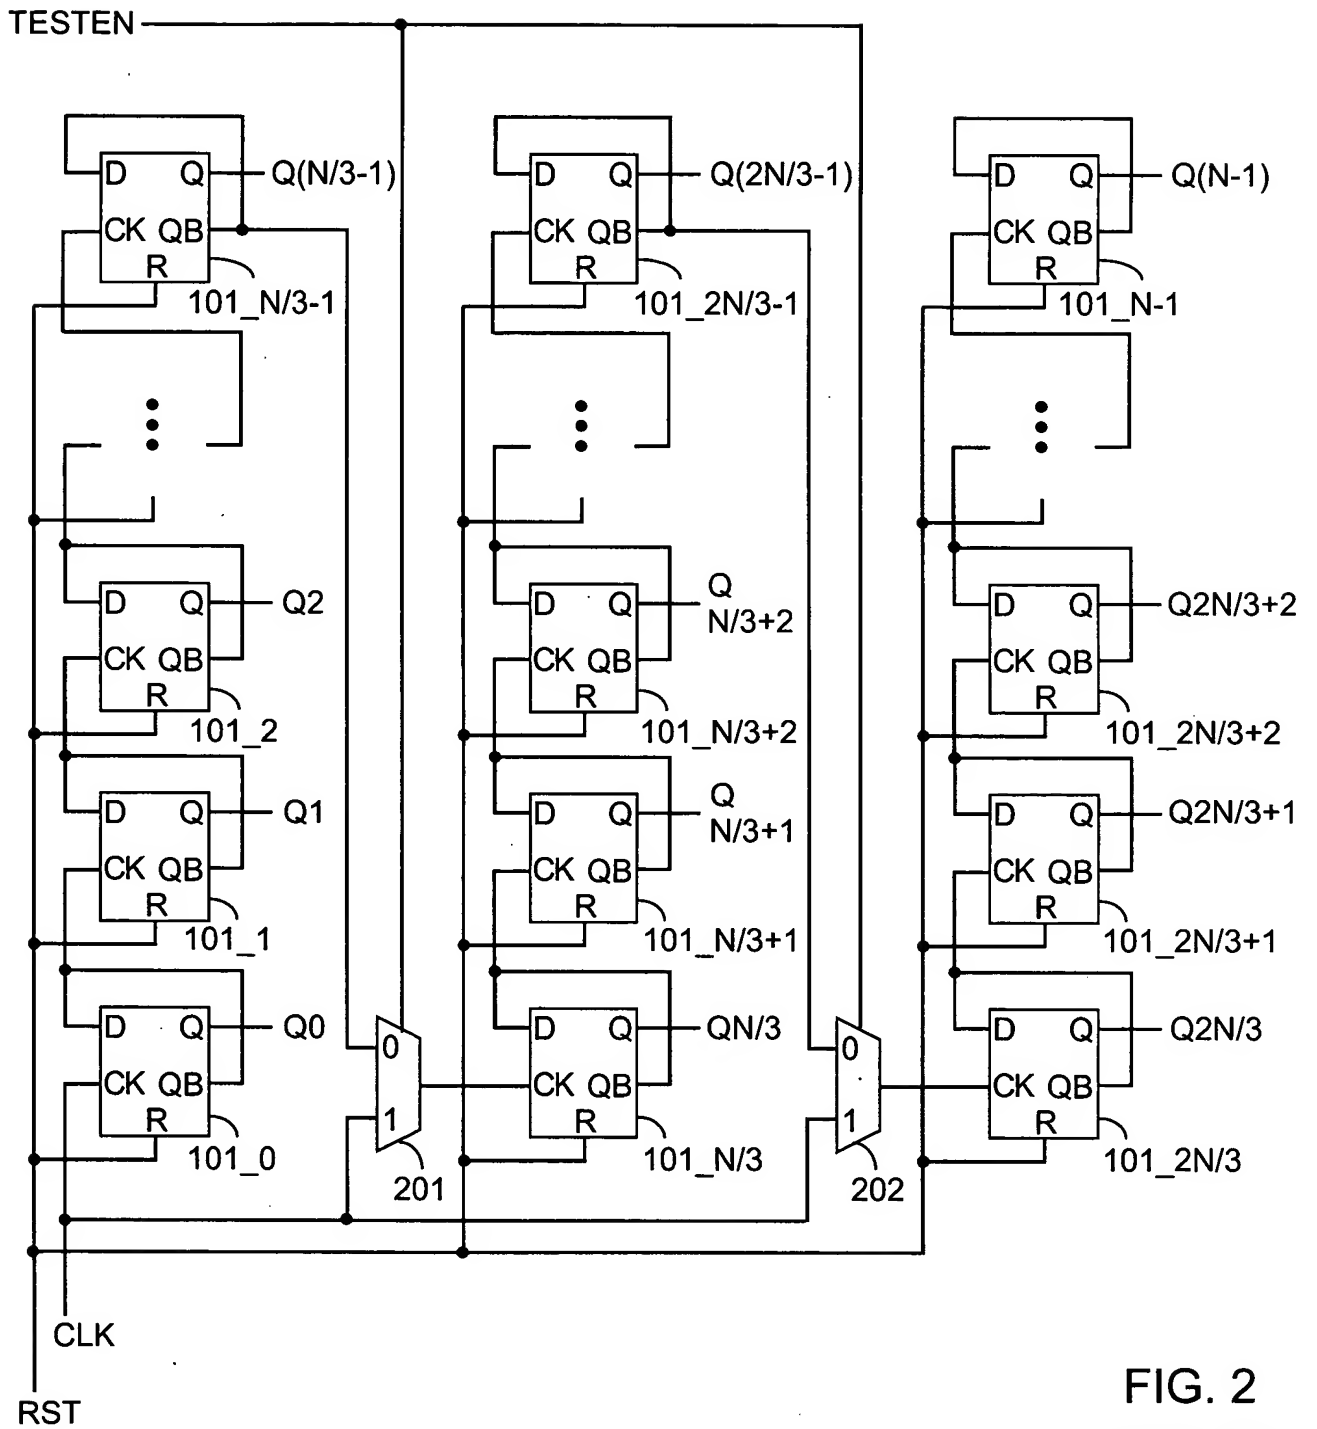 TESTEN
D Q Q(N/3-1) D Q Q(2N/3-1) D Q Q(N-1)
CK QB CK QB CK QB
R R R
101_N/3-1 101_2N/3-1 101_N-1
D Q Q2 D Q Q N/3+2 D Q Q2N/3+2
CK QB CK QB CK QB
R R R
101_2 101_N/3+2 101_2N/3+2
D Q Q1 D Q Q N/3+1 D Q Q2N/3+1
CK QB CK QB CK QB
R R R
101_1 101_N/3+1 101_2N/3+1
D Q Q0 0 D Q QN/3 0 D Q Q2N/3
CK QB CK QB CK QB
R 1 R 1 R
101_0 201 101_N/3 202 101_2N/3
CLK
RST
FIG. 2